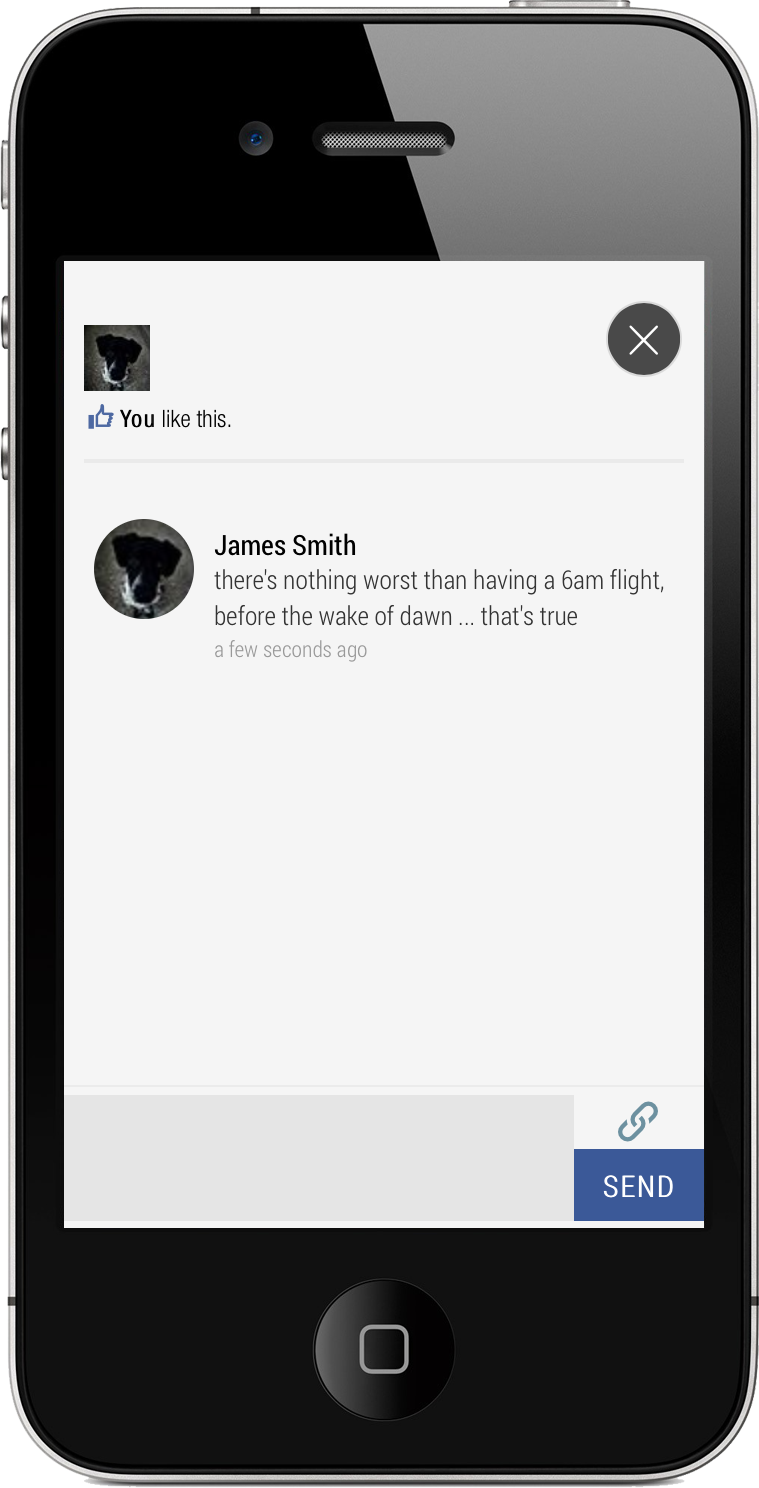 You like this.
James Smith
there's nothing worst than having a 6am flight,
before the wake of dawn ... that's true
a few seconds ago
SEND